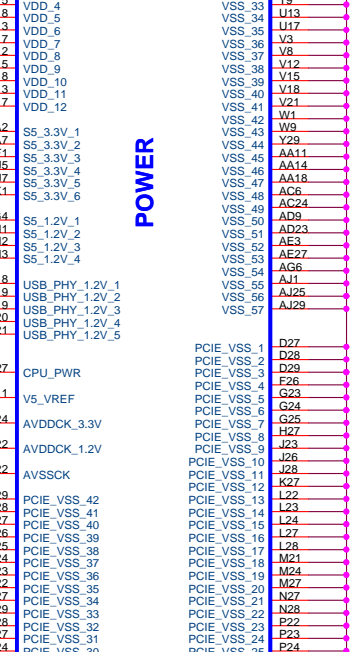 VDD_4
VDD_5
VDD_6
VDD_7
VDD_8
VDD_9
VDD_10
VDD_11
VDD_12
S5_3.3V_1
S5_3.3V_2
S5_3.3V_3
S5_3.3V_4
S5_3.3V_5
S5_3.3V_6
S5_1.2V_1
S5_1.2V_2
S5_1.2V_3
S5_1.2V_4
USB_PHY_1.2V_1
USB_PHY_1.2V_2
USB_PHY_1.2V_3
USB_PHY_1.2V_4
USB_PHY_1.2V_5
CPU_PWR
V5_VREF
AVDDCK_3.3V
AVDDCK_1.2V
AVSSCK
PCIE_VSS_42
PCIE_VSS_41
PCIE_VSS_40
PCIE_VSS_39
PCIE_VSS_38
PCIE_VSS_37
PCIE_VSS_36
PCIE_VSS_35
PCIE_VSS_34
PCIE_VSS_33
PCIE_VSS_32
PCIE_VSS_31
PCIE_VSS_30
POWER
VSS_33 T9
VSS_34 U13
VSS_35 U17
VSS_36 V3
VSS_37 V8
VSS_38 V12
VSS_39 V15
VSS_40 V18
VSS_41 V21
VSS_42 W1
VSS_43 W9
VSS_44 Y29
VSS_45 AA11
VSS_46 AA14
VSS_47 AA18
VSS_48 AC6
VSS_49 AC24
VSS_50 AD9
VSS_51 AD23
VSS_52 AE3
VSS_53 AE27
VSS_54 AG6
VSS_55 AJ1
VSS_56 AJ25
VSS_57 AJ29
PCIE_VSS_1 D27
PCIE_VSS_2 D28
PCIE_VSS_3 D29
PCIE_VSS_4 F26
PCIE_VSS_5 G23
PCIE_VSS_6 G24
PCIE_VSS_7 G25
PCIE_VSS_8 H27
PCIE_VSS_9 J23
PCIE_VSS_10 J26
PCIE_VSS_11 J28
PCIE_VSS_12 K27
PCIE_VSS_13 L22
PCIE_VSS_14 L23
PCIE_VSS_15 L24
PCIE_VSS_16 L27
PCIE_VSS_17 L28
PCIE_VSS_18 M21
PCIE_VSS_19 M24
PCIE_VSS_20 M27
PCIE_VSS_21 N27
PCIE_VSS_22 N28
PCIE_VSS_23 P22
PCIE_VSS_24 P23
PCIE_VSS_25 P24